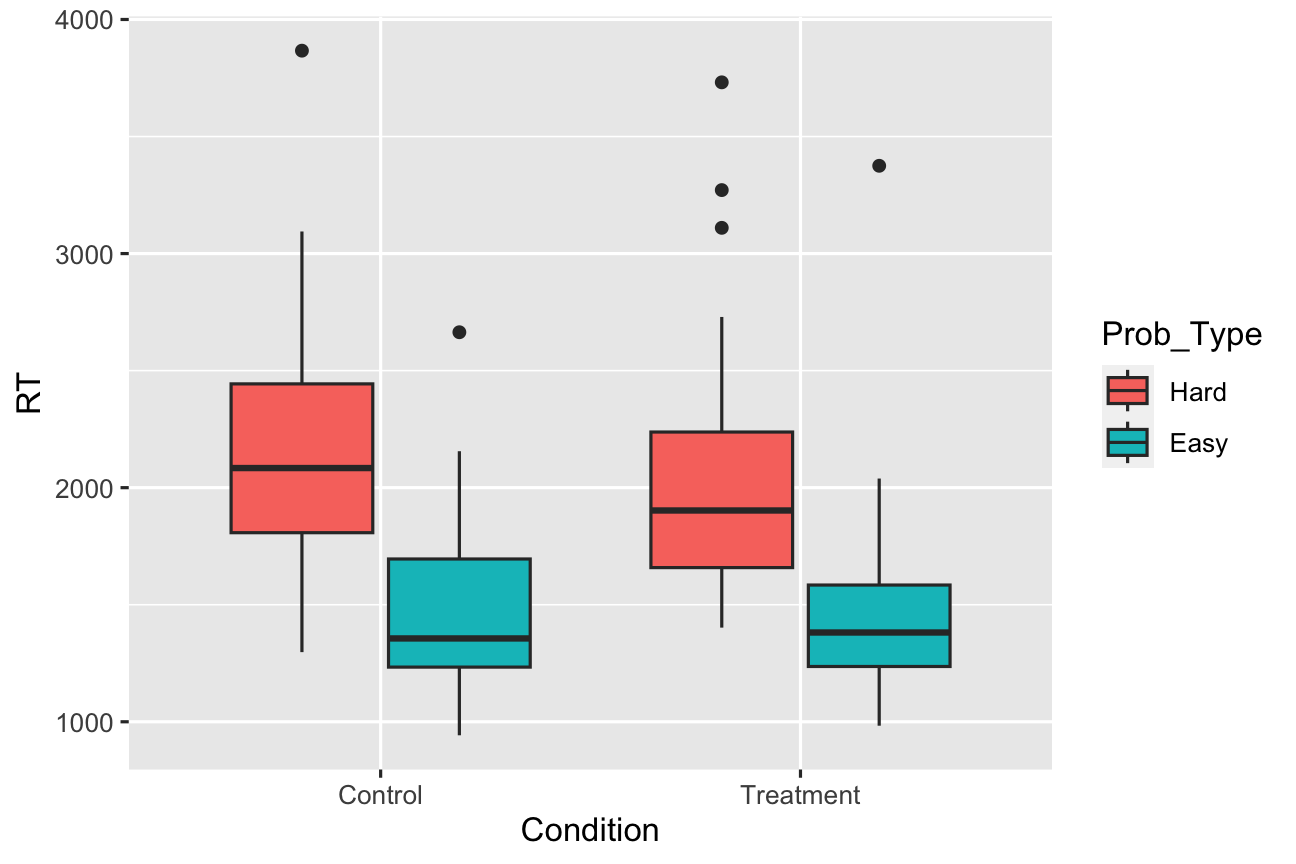 4000
3000
2000
1000
RT
Control
Treatment
Condition
Prob_Type
Hard
Easy